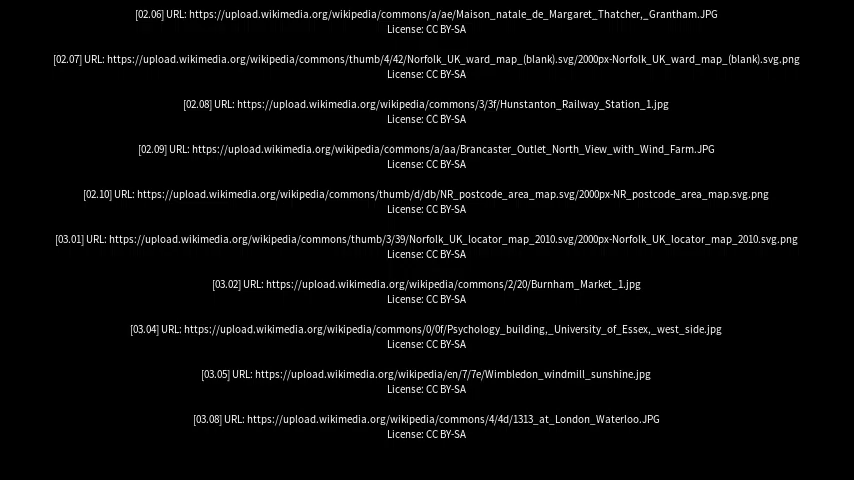 [02.06] URL: https://upload.wikimedia.org/wikipedia/commons/a/ae/Maison_natale_de_Margaret_Thatcher,_Grantham.JPG
License: CC BY-SA
[02.07] URL: https://upload.wikimedia.org/wikipedia/commons/thumb/4/42/Norfolk_UK_ward_map_(blank).svg/2000px-Norfolk_UK_ward_map_(blank).svg.png
License: CC BY-SA
[02.08] URL: https://upload.wikimedia.org/wikipedia/commons/3/3f/Hunstanton_Railway_Station_1.jpg
License: CC BY-SA
[02.09] URL: https://upload.wikimedia.org/wikipedia/commons/a/aa/Brancaster_Outlet_North_View_with_Wind_Farm.JPG
License: CC BY-SA
[02.10] URL: https://upload.wikimedia.org/wikipedia/commons/thumb/d/db/NR_postcode_area_map.svg/2000px-NR_postcode_area_map.svg.png
License: CC BY-SA
[03.01] URL: https://upload.wikimedia.org/wikipedia/commons/thumb/3/39/Norfolk_UK_locator_map_2010.svg/2000px-Norfolk_UK_locator_map_2010.svg.png
License: CC BY-SA
[03.02] URL: https://upload.wikimedia.org/wikipedia/commons/2/20/Burnham_Market_1.jpg
License: CC BY-SA
[03.04] URL: https://upload.wikimedia.org/wikipedia/commons/0/0f/Psychology_building,_University_of_Essex,_west_side.jpg
License: CC BY-SA
[03.05] URL: https://upload.wikimedia.org/wikipedia/en/7/7e/Wimbledon_windmill_sunshine.jpg
License: CC BY-SA
[03.08] URL: https://upload.wikimedia.org/wikipedia/commons/4/4d/1313_at_London_Waterloo.JPG
License: CC BY-SA